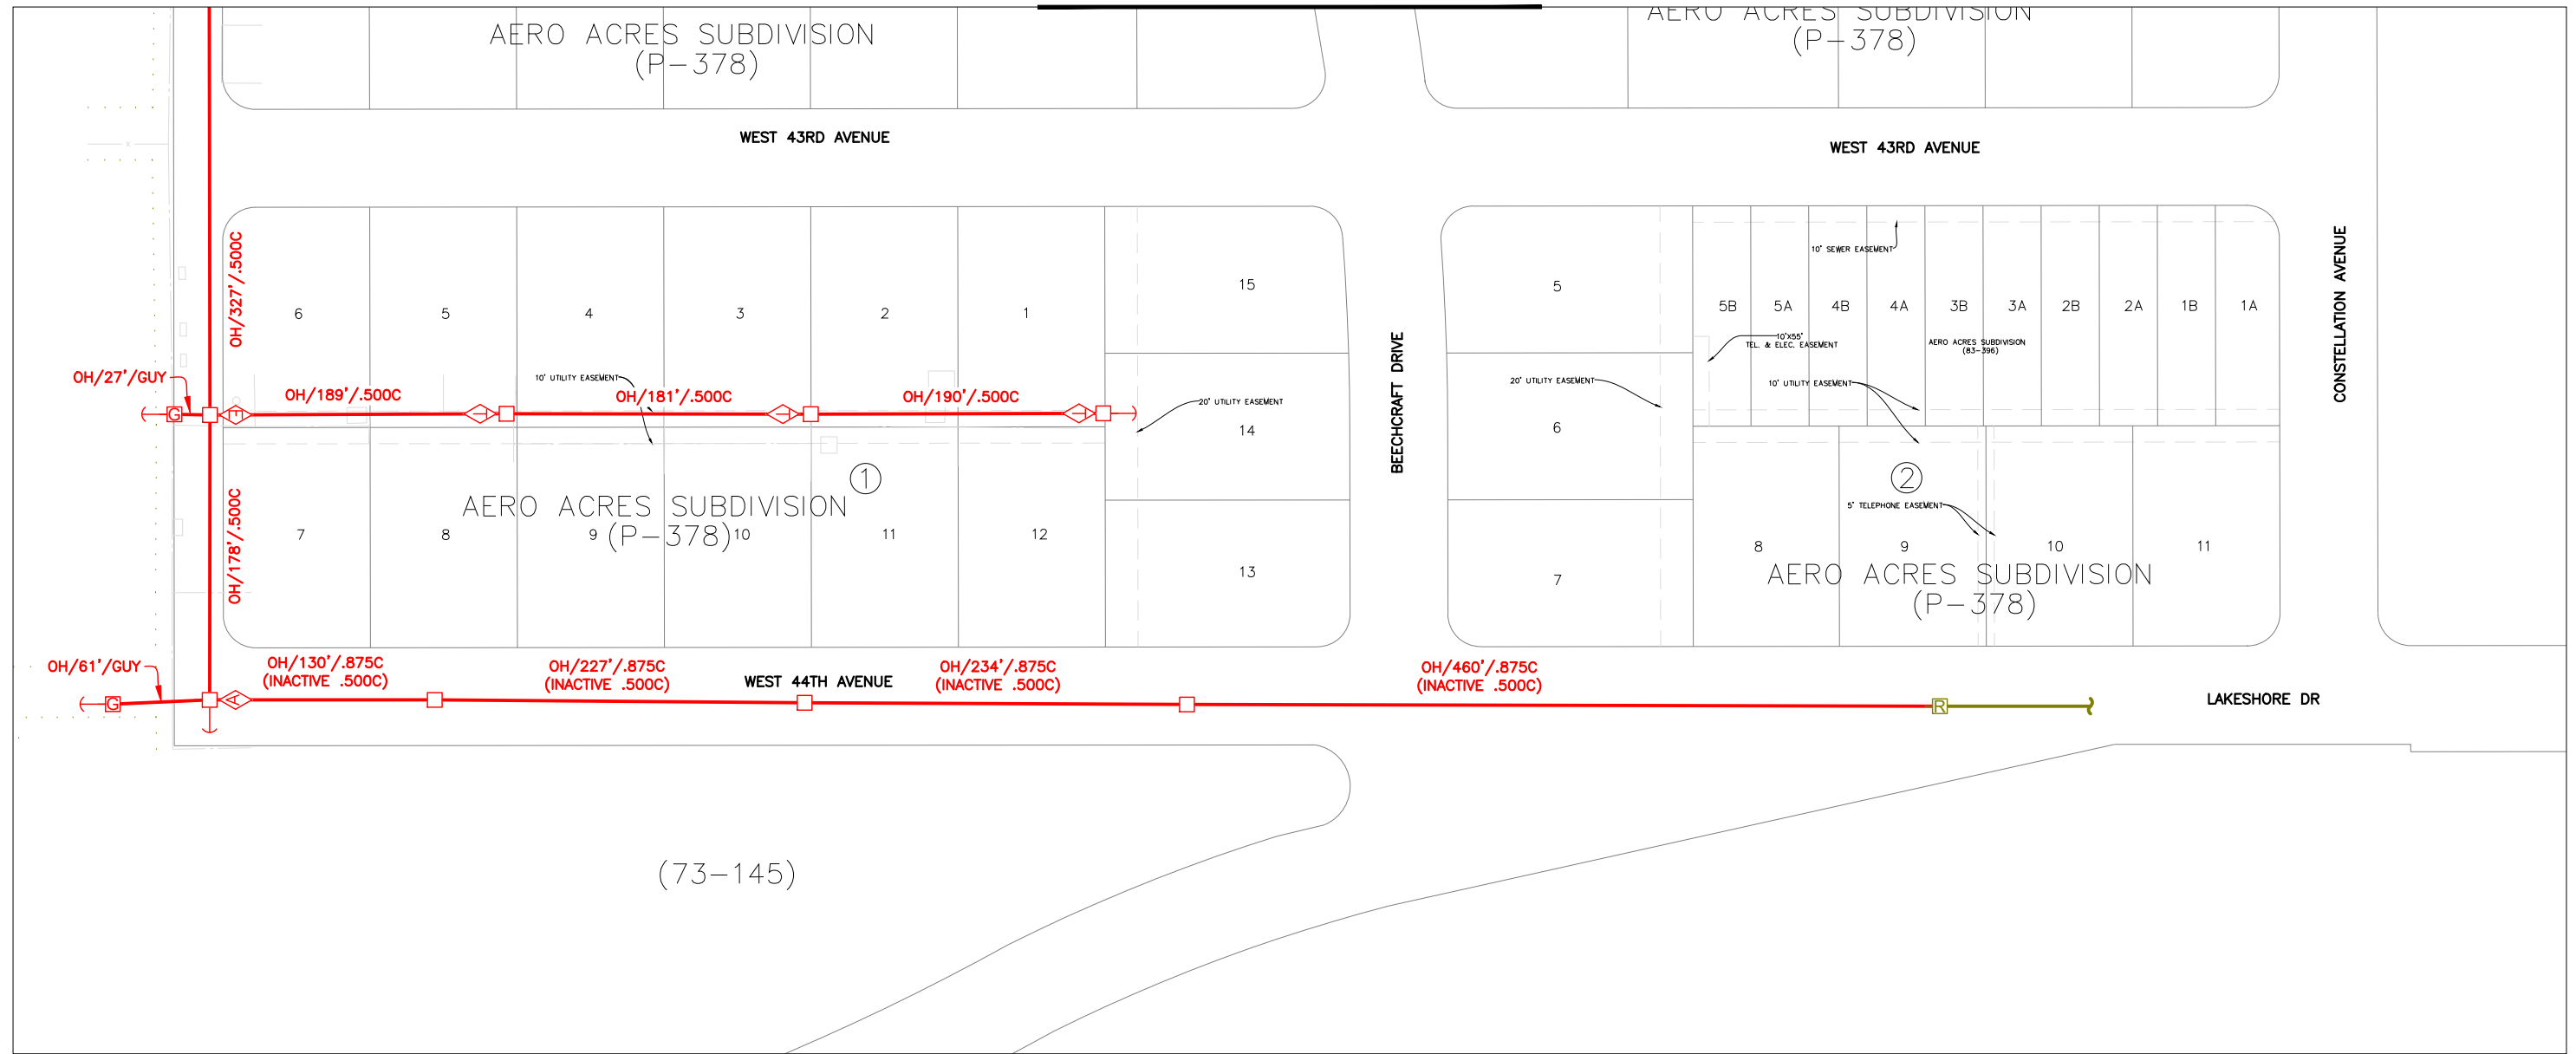 AERO ACRES SUBDIVISION
(P-378)
AERO ACRES SUBDIVISION
(P-378)
WEST 43RD AVENUE
WEST 43RD AVENUE
OH/327'/.500C
6
5
4
3
2
1
15
5
10' SEWER EASEMENT
5B
5A
4B
4A
3B
3A
2B
2A
1B
1A
10'X55'
TEL. & ELEC. EASEMENT
AERO ACRES SUBDIVISION
(83-396)
BEECHCRAFT DRIVE
CONSTELLATION AVENUE
OH/27'/GUY
10' UTILITY EASEMENT
20' UTILITY EASEMENT
10' UTILITY EASEMENT
OH/189'/.500C
OH/181'/.500C
OH/190'/.500C
20' UTILITY EASEMENT
G
E
T
T
T
14
6
1
2
AERO ACRES SUBDIVISION
(P-378)
OH/178'/.500C
7
8
9
10
11
12
13
7
5' TELEPHONE EASEMENT
8
9
10
11
AERO ACRES SUBDIVISION
(P-378)
OH/61'/GUY
OH/130'/.875C
(INACTIVE .500C)
OH/227'/.875C
(INACTIVE .500C)
WEST 44TH AVENUE
OH/234'/.875C
(INACTIVE .500C)
OH/460'/.875C
(INACTIVE .500C)
G
A
R
LAKESHORE DR
(73-145)